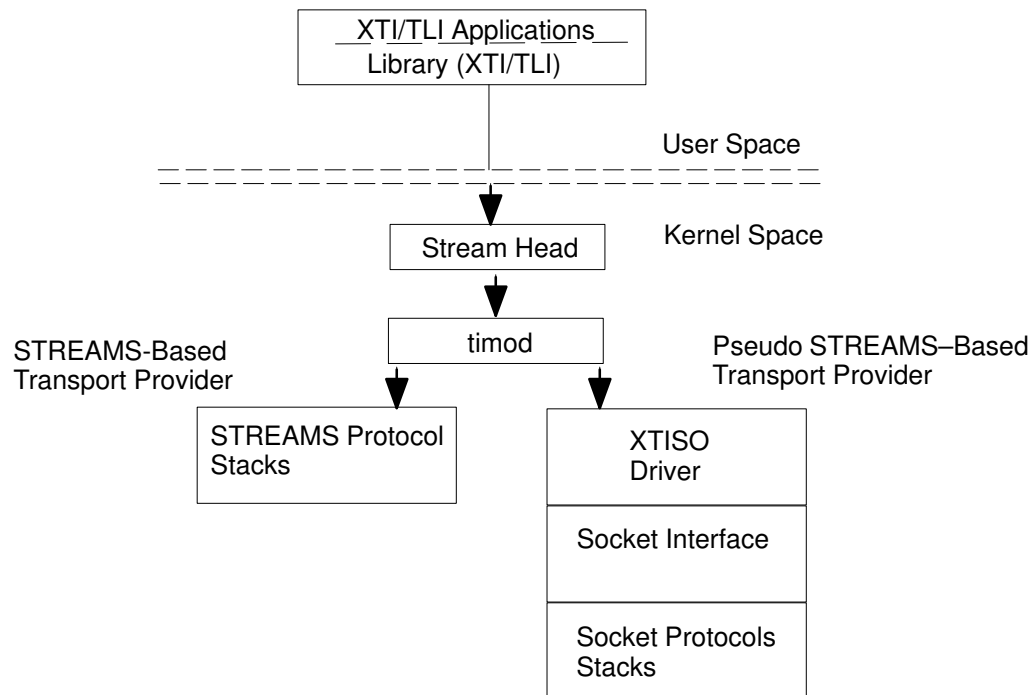 XTI/TLI Applications
Library (XTI/TLI)
User Space
Kernel Space
Stream Head
timod
STREAMS-Based
Transport Provider
Pseudo STREAMS–Based
Transport Provider
STREAMS Protocol
Stacks
XTISO
Driver
Socket Interface
Socket Protocols
Stacks